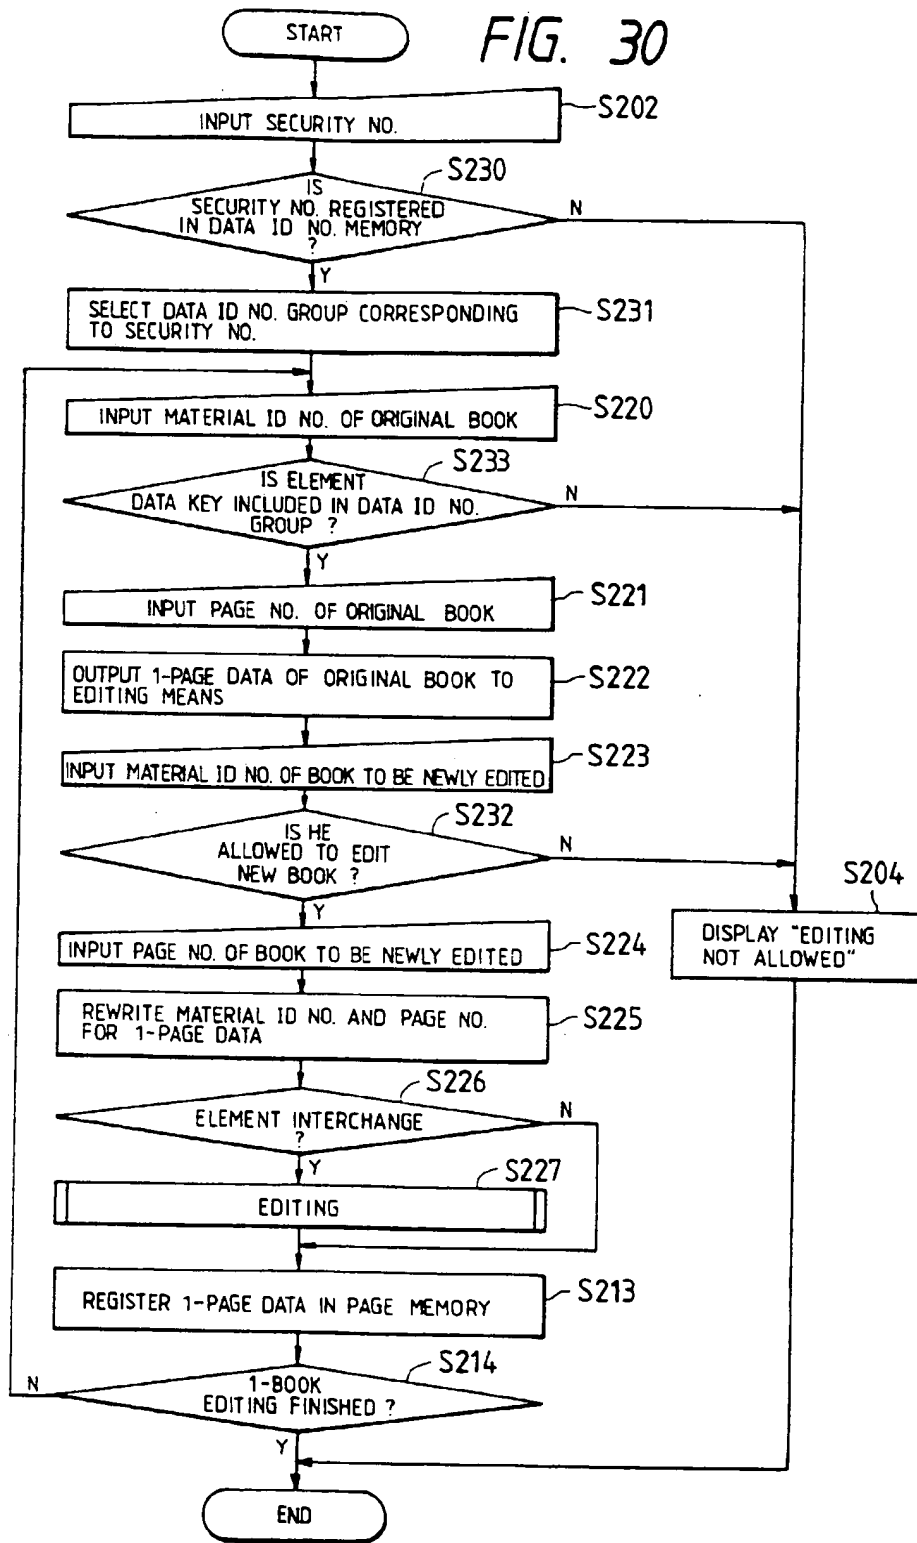 START
FIG. 30
INPUT SECURITY NO.
S202
S230
IS
SECURITY NO. REGISTERED
IN DATA ID NO. MEMORY
?
N
Y
SELECT DATA ID NO. GROUP CORRESPONDING
TO SECURITY NO.
S231
INPUT MATERIAL ID NO. OF ORIGINAL BOOK
S220
S233
IS ELEMENT
DATA KEY INCLUDED IN DATA ID NO.
GROUP ?
N
Y
INPUT PAGE NO. OF ORIGINAL BOOK
S221
OUTPUT 1-PAGE DATA OF ORIGINAL BOOK TO
EDITING MEANS
S222
INPUT MATERIAL ID NO. OF BOOK TO BE NEWLY EDITED
S223
S232
IS HE
ALLOWED TO EDIT
NEW BOOK ?
N
Y
S204
DISPLAY "EDITING
NOT ALLOWED"
INPUT PAGE NO. OF BOOK TO BE NEWLY EDITED
S224
REWRITE MATERIAL ID NO. AND PAGE NO.
FOR 1-PAGE DATA
S225
S226
ELEMENT INTERCHANGE
?
N
Y
S227
EDITING
REGISTER 1-PAGE DATA IN PAGE MEMORY
S213
S214
1-BOOK
EDITING FINISHED ?
N
Y
END